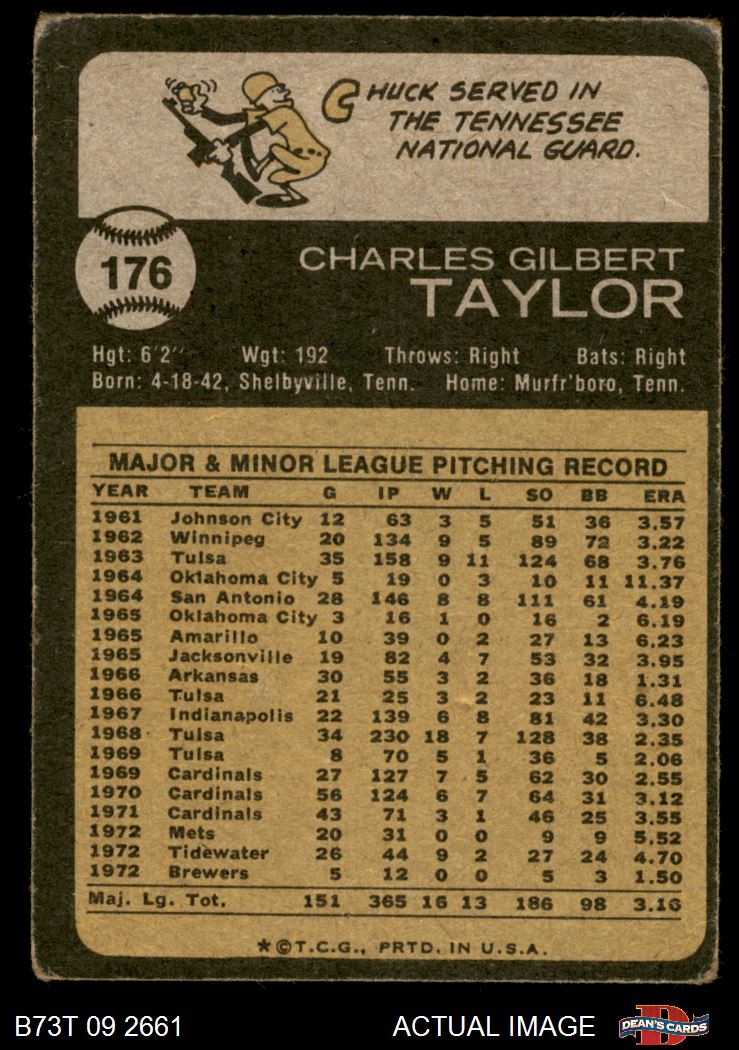 CHUCK SERVED IN
THE TENNESSEE
NATIONAL GUARD.
176
CHARLES GILBERT
TAYLOR
Hgt: 6'2" Wgt: 192 Throws: Right Bats: Right
Born: 4-18-42, Shelbyville, Tenn. Home: Murfr'boro, Tenn.
MAJOR & MINOR LEAGUE PITCHING RECORD
YEAR TEAM G IP W L SO BB ERA
1961 Johnson City 12 63 3 5 51 36 3.57
1962 Winnipeg 20 134 9 5 89 72 3.22
1963 Tulsa 35 158 9 11 124 68 3.76
1964 Oklahoma City 5 19 0 3 10 11 11.37
1964 San Antonio 28 146 8 8 111 61 4.19
1965 Oklahoma City 3 16 1 0 16 2 6.19
1965 Amarillo 10 39 0 2 27 13 6.23
1965 Jacksonville 19 82 4 7 53 32 3.95
1966 Arkansas 30 55 3 2 36 18 1.31
1966 Tulsa 21 25 3 2 23 11 6.48
1967 Indianapolis 22 139 6 8 81 42 3.30
1968 Tulsa 34 230 18 7 128 38 2.35
1969 Tulsa 8 70 5 1 36 5 2.06
1969 Cardinals 27 127 7 5 62 30 2.55
1970 Cardinals 56 124 6 7 64 31 3.12
1971 Cardinals 43 71 3 1 46 25 3.55
1972 Mets 20 31 0 0 9 9 5.52
1972 Tidewater 26 44 9 2 27 24 4.70
1972 Brewers 5 12 0 0 5 3 1.50
Maj. Lg. Tot. 151 365 16 13 186 98 3.16
*©T.C.G., PRTD. IN U.S.A.
B73T 09 2661 ACTUAL IMAGE
D
DEAN'S CARDS